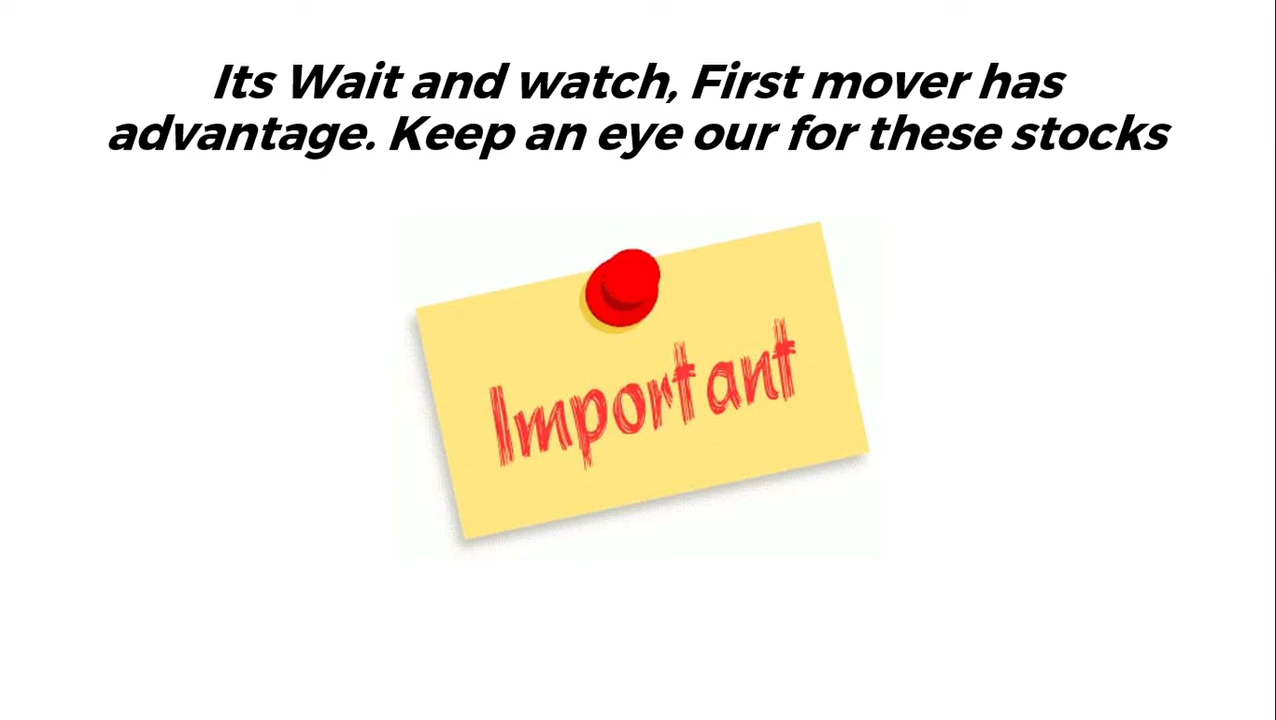 Its Wait and watch, First mover has
advantage. Keep an eye our for these stocks
Important